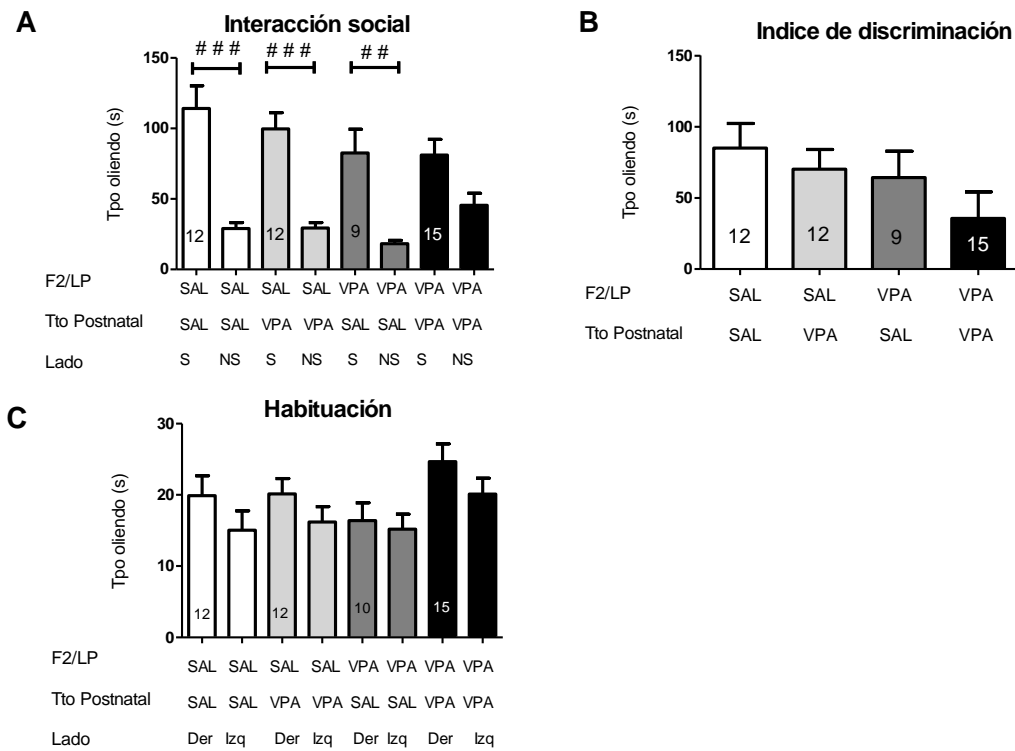 A
Interacción social
# # # # # # # #
150
100
50
0
Tpo oliendo (s)
12 12 9 15
F2/LP SAL SAL SAL SAL VPA VPA VPA VPA
Tto Postnatal SAL SAL VPA VPA SAL SAL VPA VPA
Lado S NS S NS S NS S NS
B
Indice de discriminación
150
100
50
0
Tpo oliendo (s)
12 12 9 15
F2/LP SAL SAL VPA VPA
Tto Postnatal SAL VPA SAL VPA
C
Habituación
30
20
10
0
Tpo oliendo (s)
12 12 10 15
F2/LP SAL SAL SAL SAL VPA VPA VPA VPA
Tto Postnatal SAL SAL VPA VPA SAL SAL VPA VPA
Lado Der Izq Der Izq Der Izq Der Izq